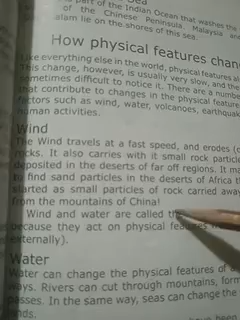 part of the Indian Ocean that washes the
of the Chinese Peninsula. Malaysia and
alam lie on the shores of this sea.
How physical features chan
Like everything else in the world, physical features al
This change, however, is usually very slow, and the
sometimes difficult to notice it. There are a numbe
that contribute to changes in the physical feature
factors such as wind, water, volcanoes, earthquak
human activities.
Wind
The Wind travels at a fast speed, and erodes (
rocks. It also carries with it small rock particles
deposited in the deserts of far off regions. It ma
to find sand particles in the deserts of Africa th
started as small particles of rock carried away
from the mountains of China!
Wind and water are called th
because they act on physical features
externally).
Water
Water can change the physical features of a
ways. Rivers can cut through mountains, form
passes. In the same way, seas can change the
nds.
have been